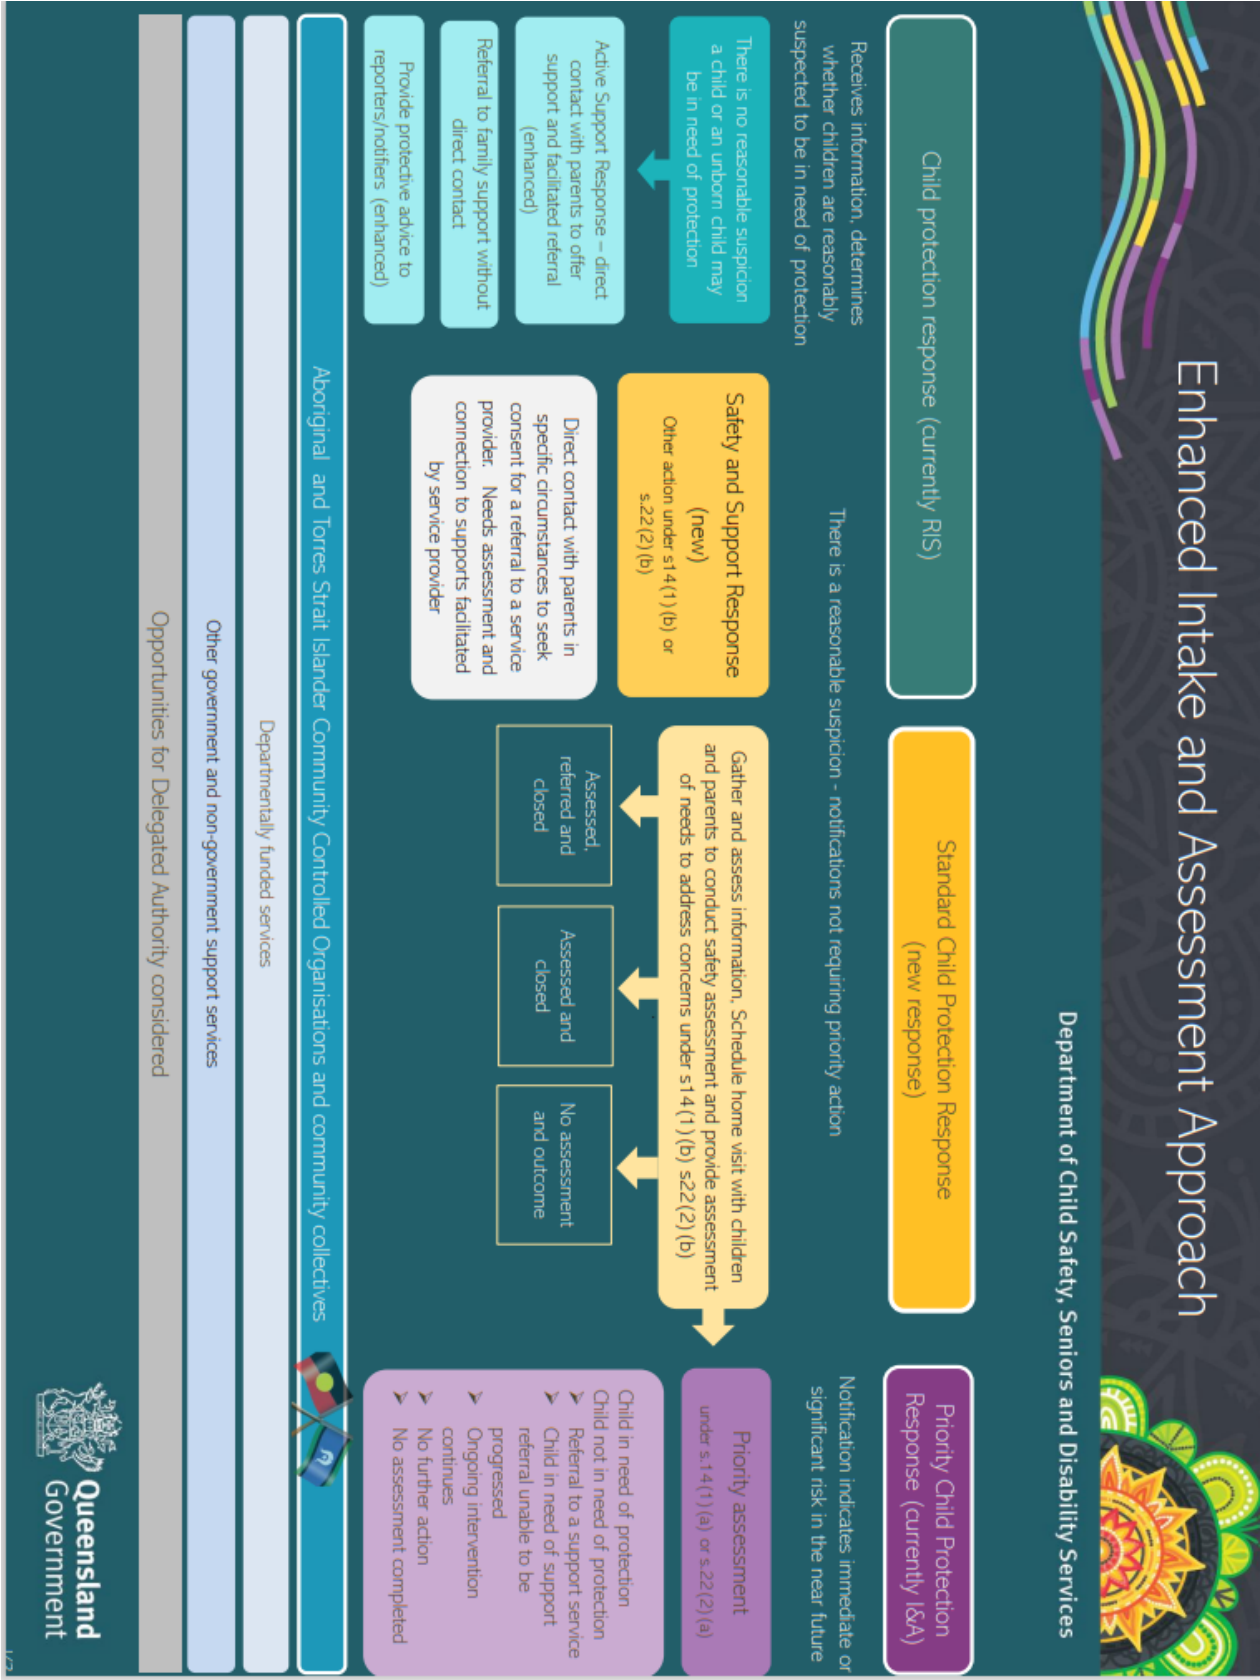 Enhanced Intake and Assessment Approach
Department of Child Safety, Seniors and Disability Services
Child protection response (currently RIS)
Standard Child Protection Response
(new response)
Priority Child Protection
Response (currently I&A)
Receives information, determines
whether children are reasonably
suspected to be in need of protection
There is a reasonable suspicion - notifications not requiring priority action
Notification indicates immediate or
significant risk in the near future
There is no reasonable suspicion
a child or an unborn child may
be in need of protection
Active Support Response – direct
contact with parents to offer
support and facilitated referral
(enhanced)
Referral to family support without
direct contact
Provide protective advice to
reporters/notifiers (enhanced)
Safety and Support Response
(new)
Other action under s14(1)(b) or
s.22(2)(b)
Direct contact with parents in
specific circumstances to seek
consent for a referral to a service
provider. Needs assessment and
connection to supports facilitated
by service provider
Gather and assess information. Schedule home visit with children
and parents to conduct safety assessment and provide assessment
of needs to address concerns under s14(1)(b) s22(2)(b)
Assessed,
referred and
closed
Assessed and
closed
No assessment
and outcome
Priority assessment
under s.14(1)(a) or s.22(2)(a)
Child in need of protection
Child not in need of protection
➤ Referral to a support service
➤ Child in need of support
referral unable to be
progressed
➤ Ongoing intervention
continues
➤ No further action
➤ No assessment completed
Aboriginal and Torres Strait Islander Community Controlled Organisations and community collectives
Departmentally funded services
Other government and non-government support services
Opportunities for Delegated Authority considered
Queensland
Government